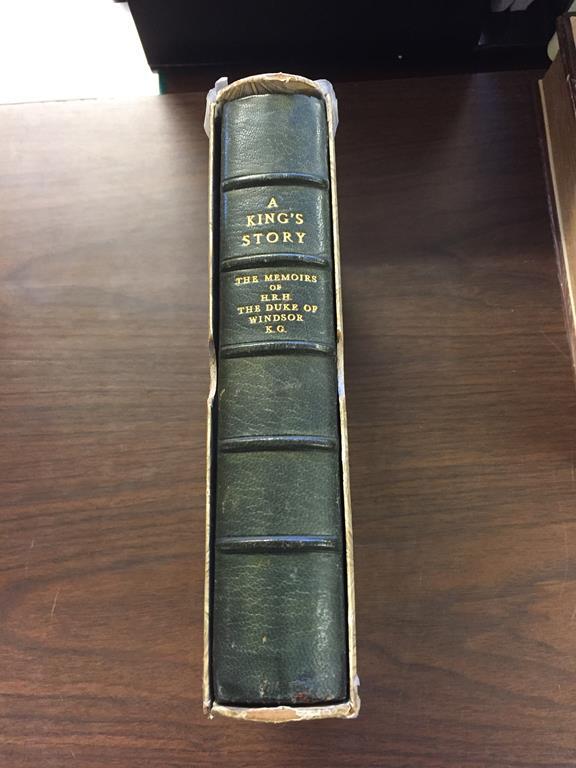 A
KING'S
STORY
THE MEMOIRS
OF
H.R.H.
THE DUKE OF
WINDSOR
K.G.